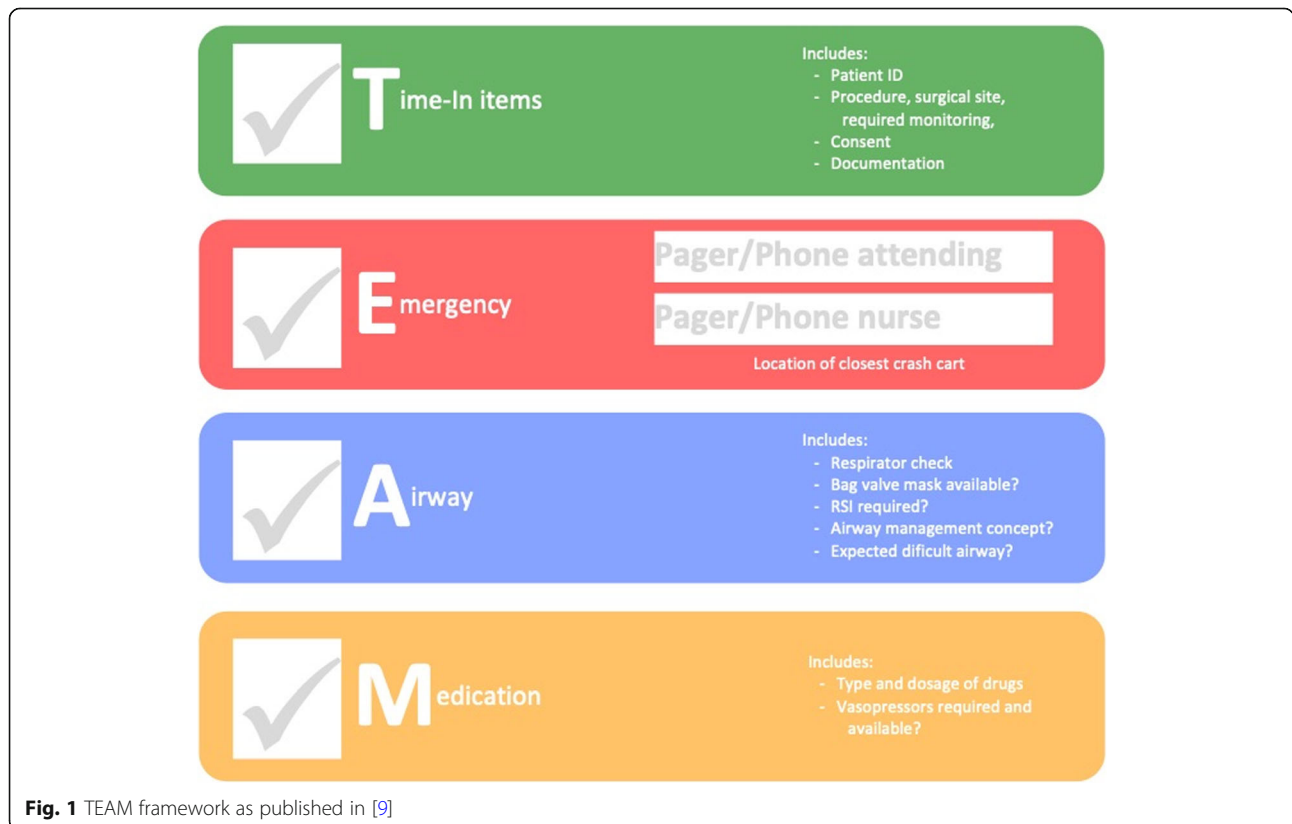 Time-In items
Includes:
- Patient ID
- Procedure, surgical site,
required monitoring,
- Consent
- Documentation
Emergency
Pager/Phone attending
Pager/Phone nurse
Location of closest crash cart
Airway
Includes:
- Respirator check
- Bag valve mask available?
- RSI required?
- Airway management concept?
- Expected dificult airway?
Medication
Includes:
- Type and dosage of drugs
- Vasopressors required and
available?
Fig. 1 TEAM framework as published in [9]